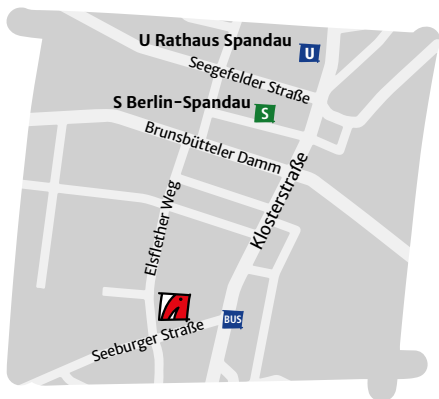 U Rathaus Spandau
U
Seegefelder Straße
S Berlin-Spandau
S
Brunsbütteler Damm
Klosterstraße
Elsflether Weg
BUS
Seeburger Straße